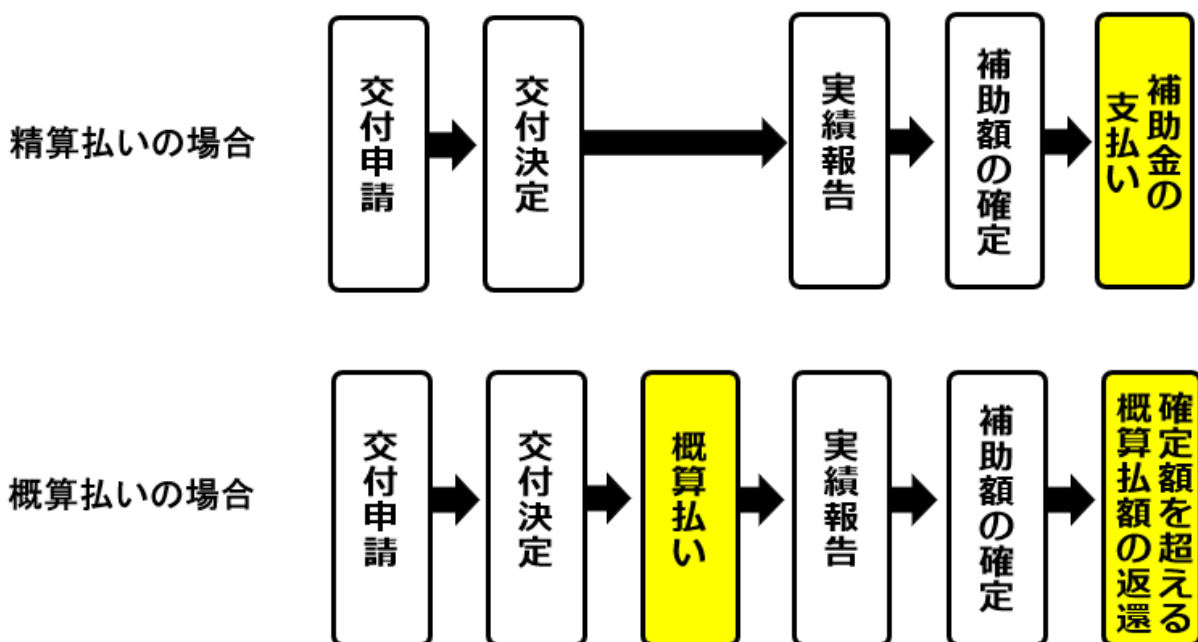 精算払いの場合
交付申請
交付決定
実績報告
補助額の確定
補助金の
支払い
概算払いの場合
交付申請
交付決定
概算払い
実績報告
補助額の確定
確定額を超える
概算払額の返還